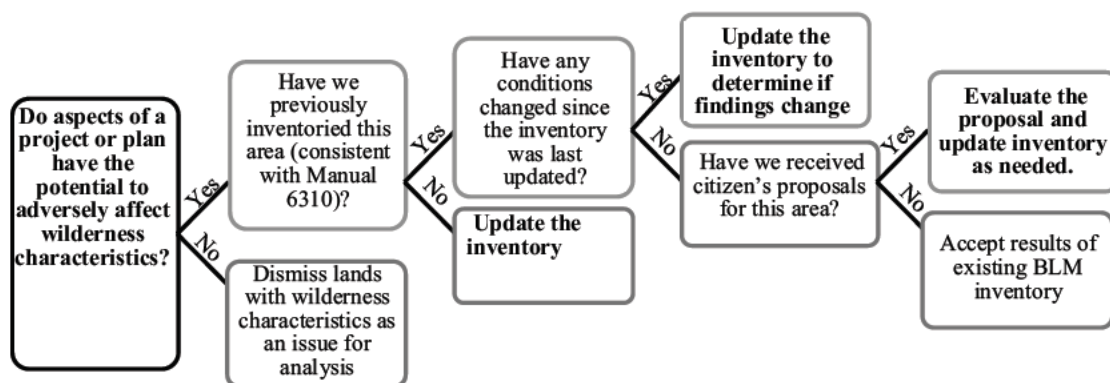 Do aspects of a
project or plan
have the
potential to
adversely affect
wilderness
characteristics?
Yes
No
Have we
previously
inventoried this
area (consistent
with Manual
6310)?
Dismiss lands
with wilderness
characteristics as
an issue for
analysis
Yes
No
Have any
conditions
changed since
the inventory
was last
updated?
Update the
inventory
Yes
No
Update the
inventory to
determine if
findings change
Have we received
citizen’s proposals
for this area?
Yes
No
Evaluate the
proposal and
update inventory
as needed.
Accept results of
existing BLM
inventory